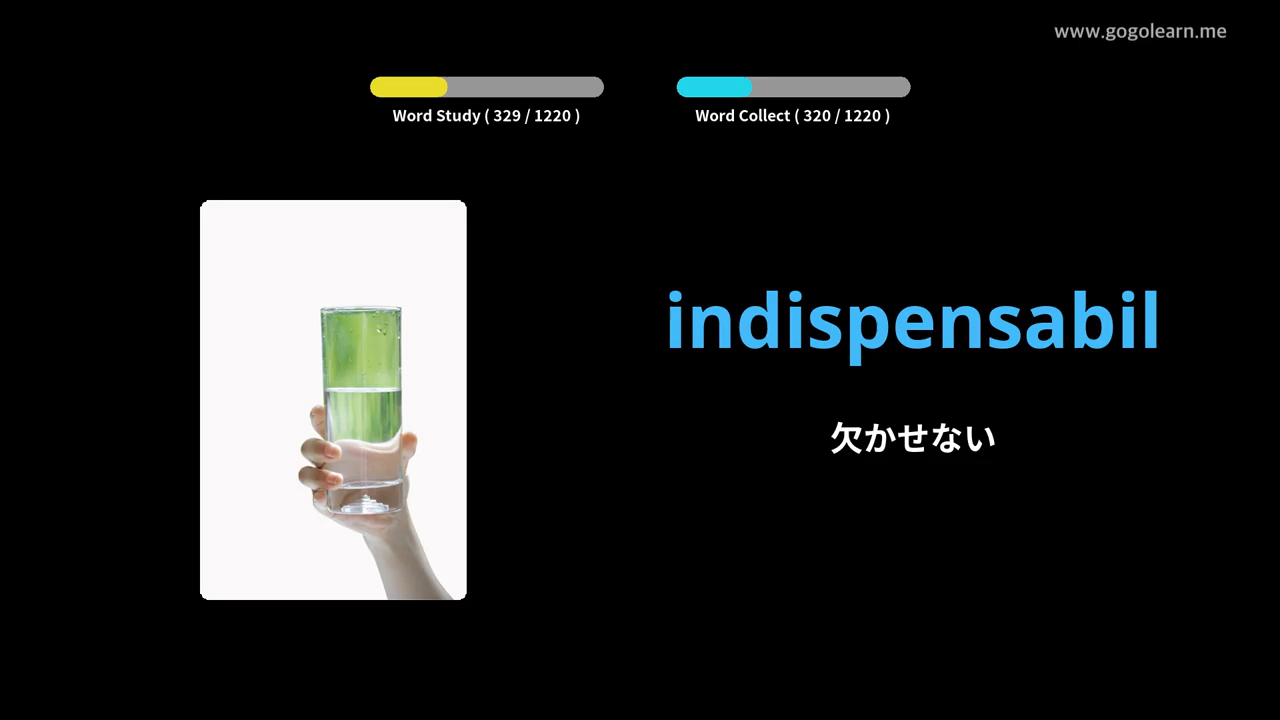 www.gogolearn.me
Word Study ( 329 / 1220 )
Word Collect ( 320 / 1220 )
indispensabil
欠かせない